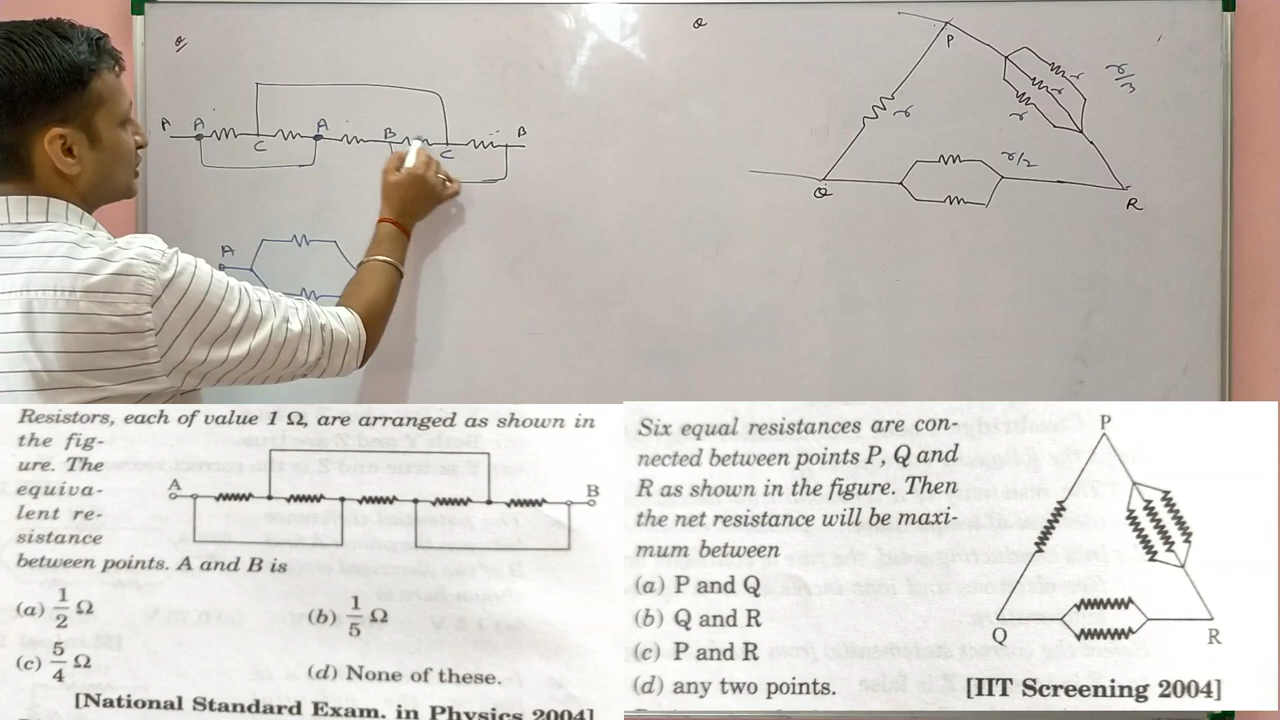 Q
A A C A B C B
A
Q
P
r
r
r
r
r/3
r/2
Q
R
Resistors, each of value 1 Ω, are arranged as shown in
the fig-
ure. The
equiva-
lent re-
sistance
between points. A and B is
A
B
(a) 1/2 Ω
(b) 1/5 Ω
(c) 5/4 Ω
(d) None of these.
[National Standard Exam. in Physics 2004]
Six equal resistances are con-
nected between points P, Q and
R as shown in the figure. Then
the net resistance will be maxi-
mum between
(a) P and Q
(b) Q and R
(c) P and R
(d) any two points.
[IIT Screening 2004]
P
Q
R